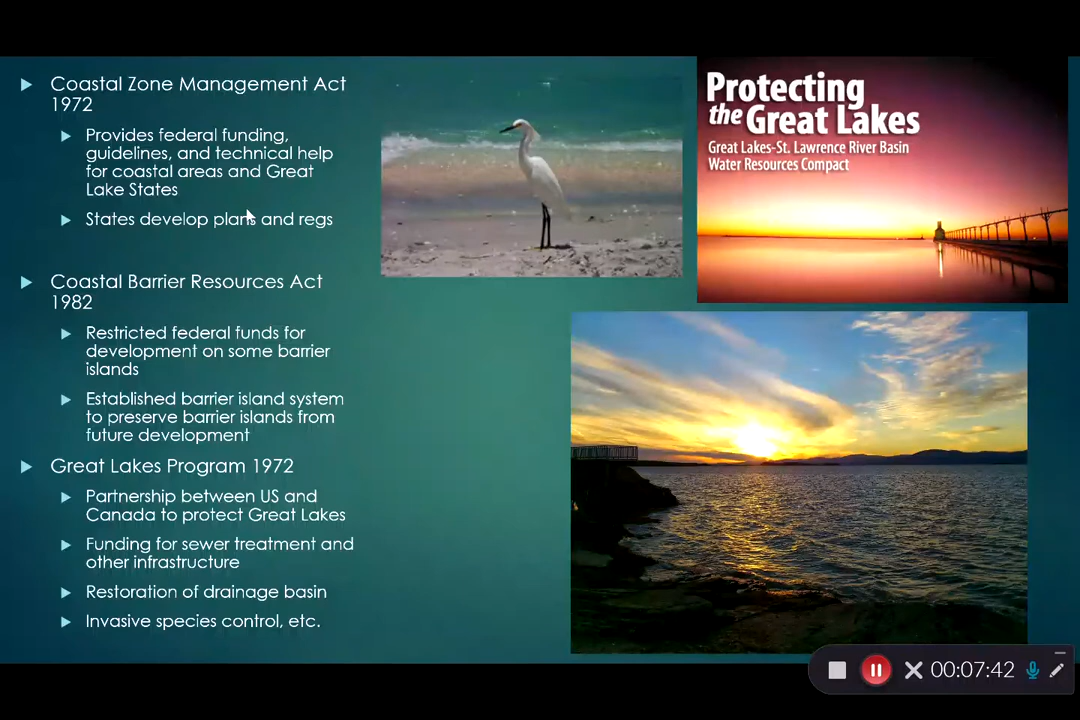 Coastal Zone Management Act
1972
Provides federal funding,
guidelines, and technical help
for coastal areas and Great
Lake States
States develop plans and regs
Coastal Barrier Resources Act
1982
Restricted federal funds for
development on some barrier
islands
Established barrier island system
to preserve barrier islands from
future development
Great Lakes Program 1972
Partnership between US and
Canada to protect Great Lakes
Funding for sewer treatment and
other infrastructure
Restoration of drainage basin
Invasive species control, etc.
Protecting
the Great Lakes
Great Lakes-St. Lawrence River Basin
Water Resources Compact
00:07:42